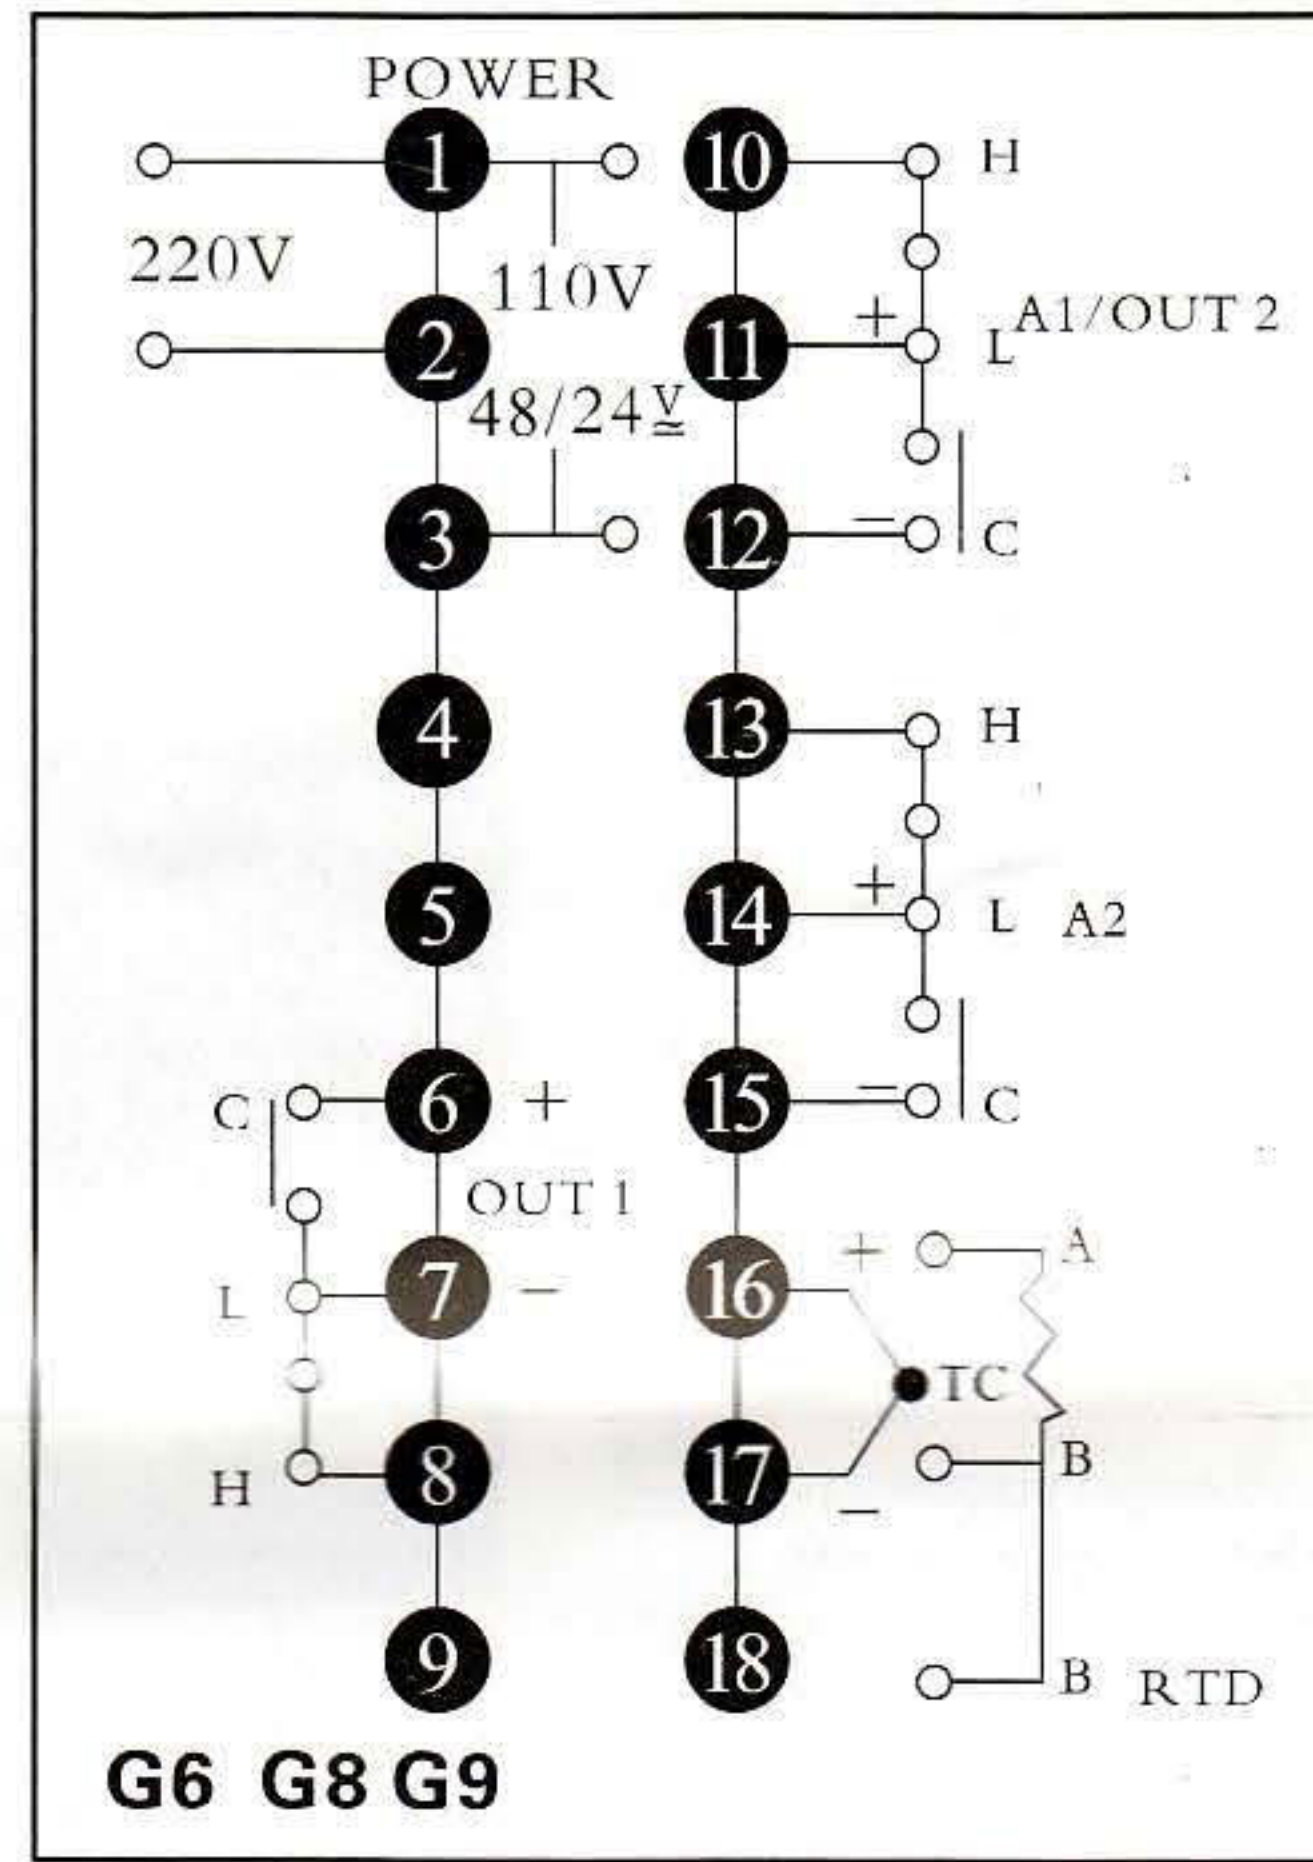 POWER
1 10 H
220V 110V
2 11 + L A1/OUT 2
48/24 V ≂
3 12 − C
4 13 H
5 14 + L A2
C 6 + 15 − C
OUT 1
L 7 − 16 + A
TC
H 8 17 − B
9 18 B RTD
G6 G8 G9